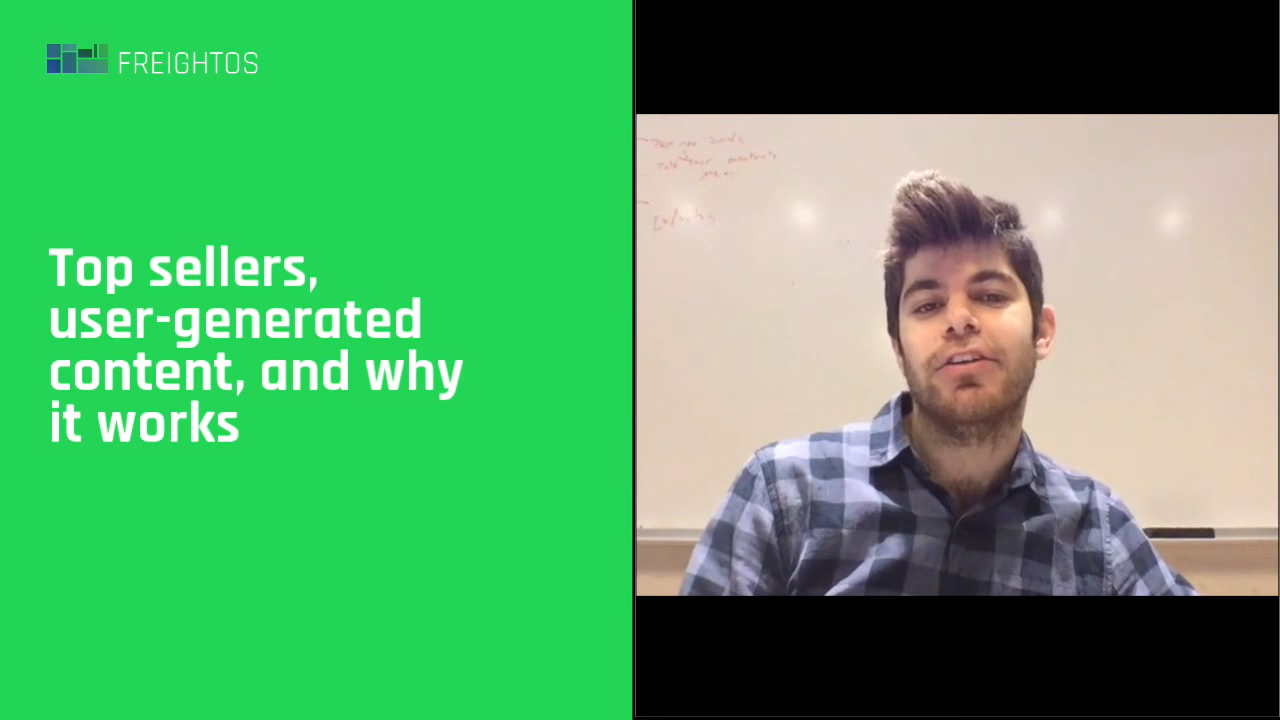 FREIGHTOS
Top sellers,
user-generated
content, and why
it works